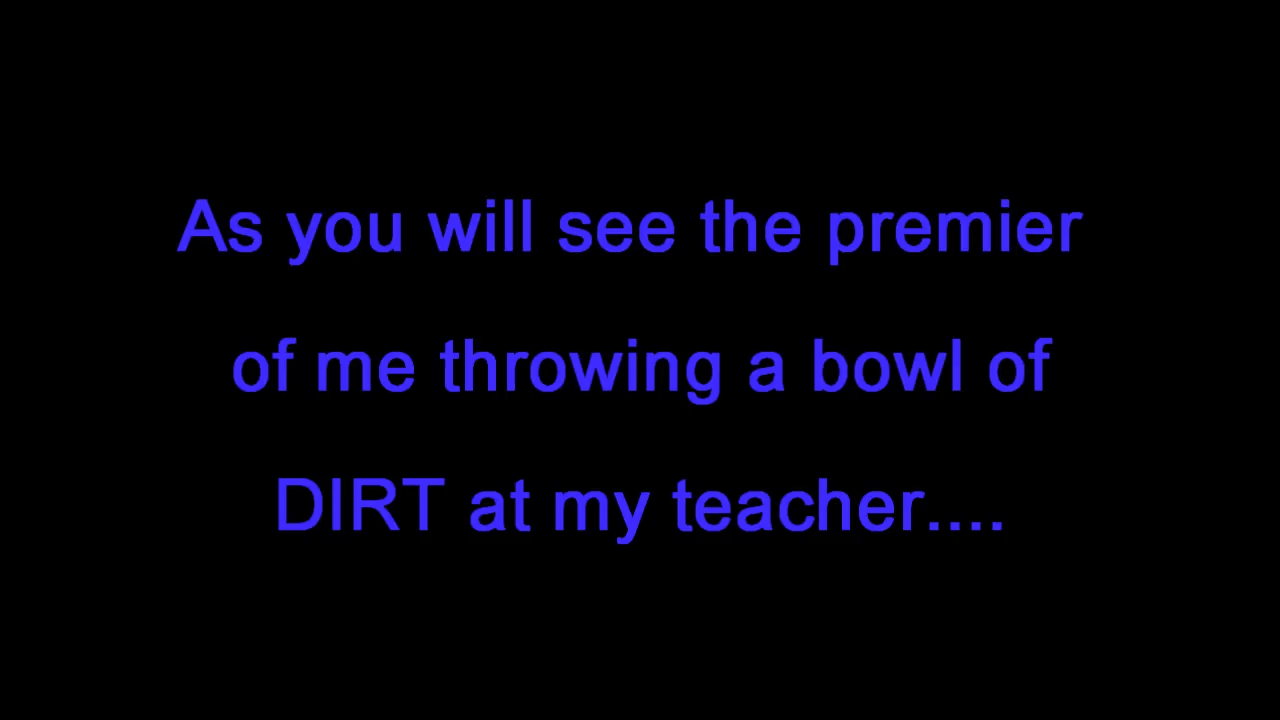 As you will see the premier
of me throwing a bowl of
DIRT at my teacher....